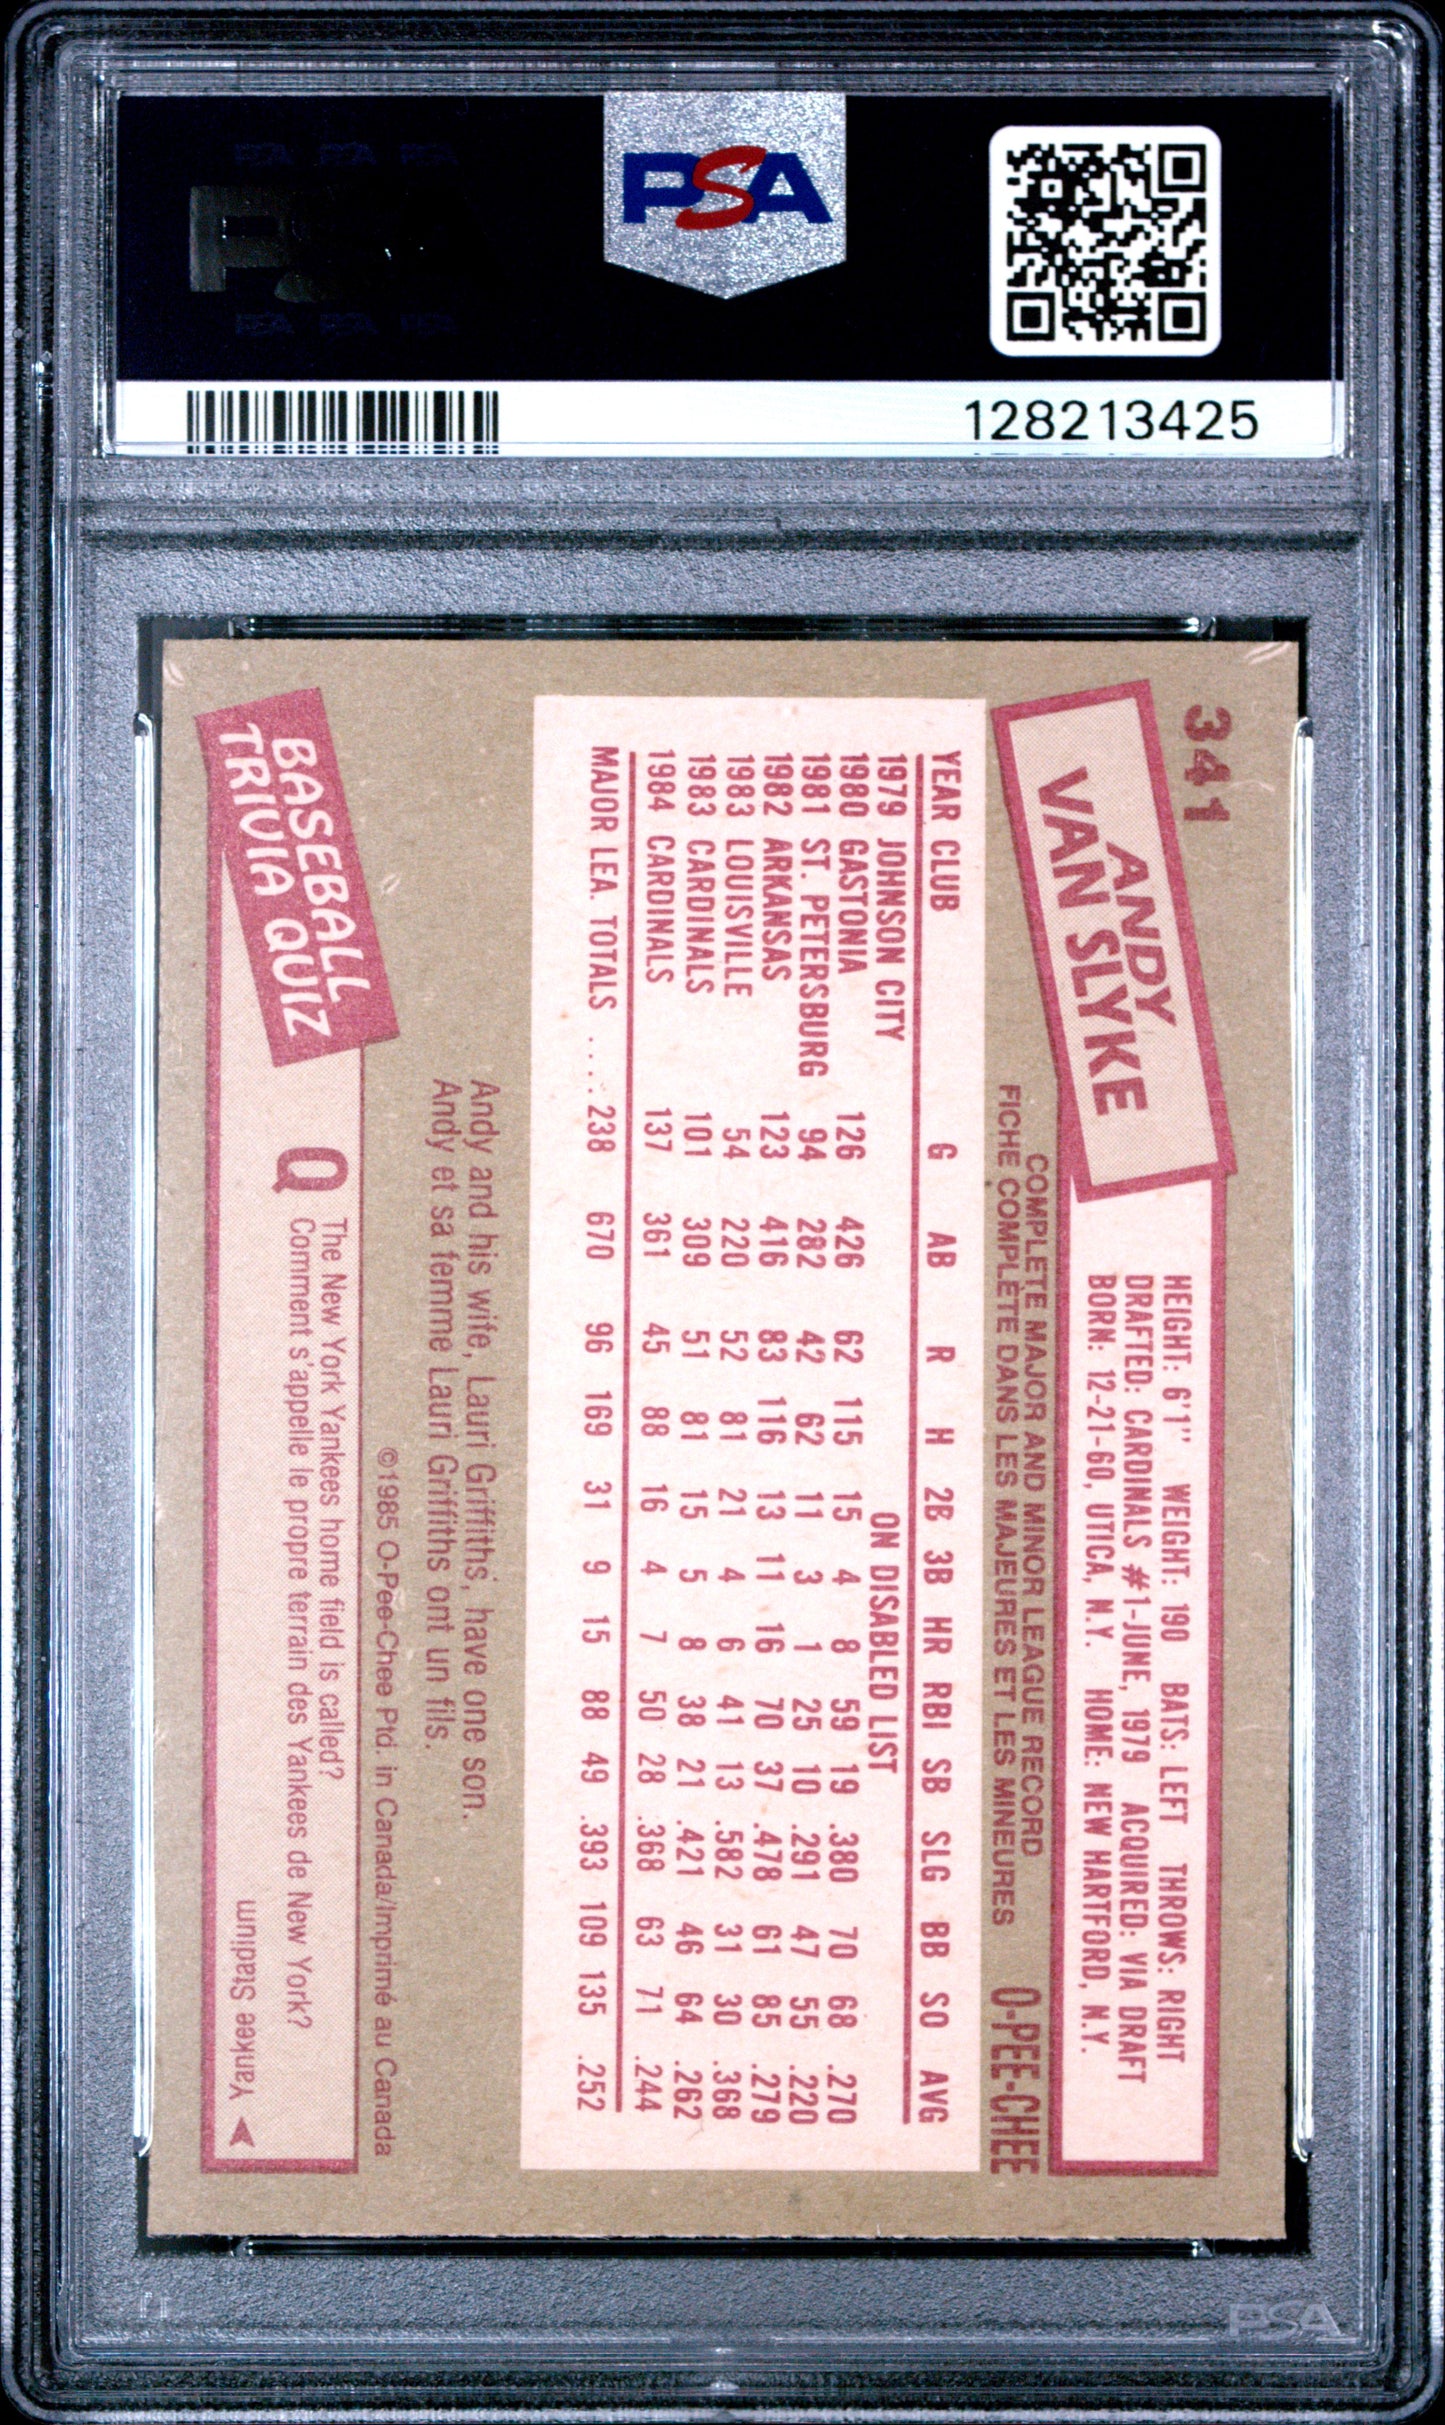 PSA
128213425
341
ANDY
VAN SLYKE
HEIGHT: 6'1" WEIGHT: 190 BATS: LEFT THROWS: RIGHT
DRAFTED: CARDINALS #1-JUNE, 1979 ACQUIRED: VIA DRAFT
BORN: 12-21-60, UTICA, N.Y. HOME: NEW HARTFORD, N.Y.
COMPLETE MAJOR AND MINOR LEAGUE RECORD
FICHE COMPLÈTE DANS LES MAJEURES ET LES MINEURES
O-PEE-CHEE
YEAR CLUB G AB R H 2B 3B HR RBI SB SLG BB SO AVG
1979 JOHNSON CITY ON DISABLED LIST
1980 GASTONIA 126 426 62 115 15 4 8 59 19 .380 70 68 .270
1981 ST. PETERSBURG 94 282 42 62 11 3 1 25 10 .291 47 55 .220
1982 ARKANSAS 123 416 83 116 13 11 16 70 37 .478 61 85 .279
1983 LOUISVILLE 54 220 52 81 21 4 6 41 13 .582 31 30 .368
1983 CARDINALS 101 309 51 81 15 5 8 38 21 .421 46 64 .262
1984 CARDINALS 137 361 45 88 16 4 7 50 28 .368 63 71 .244
MAJOR LEA. TOTALS .... 238 670 96 169 31 9 15 88 49 .393 109 135 .252
Andy and his wife, Lauri Griffiths, have one son.
Andy et sa femme Lauri Griffiths ont un fils.
©1985 O-Pee-Chee Ptd. in Canada/Imprimé au Canada
BASEBALL
TRIVIA QUIZ
Q The New York Yankees home field is called?
Comment s'appelle le propre terrain des Yankees de New York?
Yankee Stadium
PSA